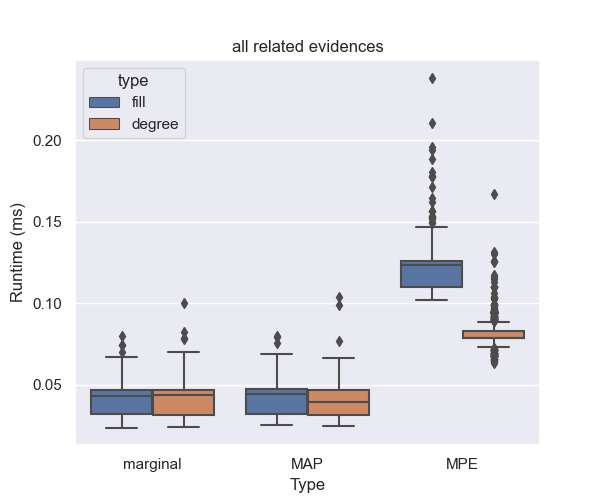 all related evidences
type
fill
degree
Runtime (ms)
0.20
0.15
0.10
0.05
marginal
MAP
MPE
Type